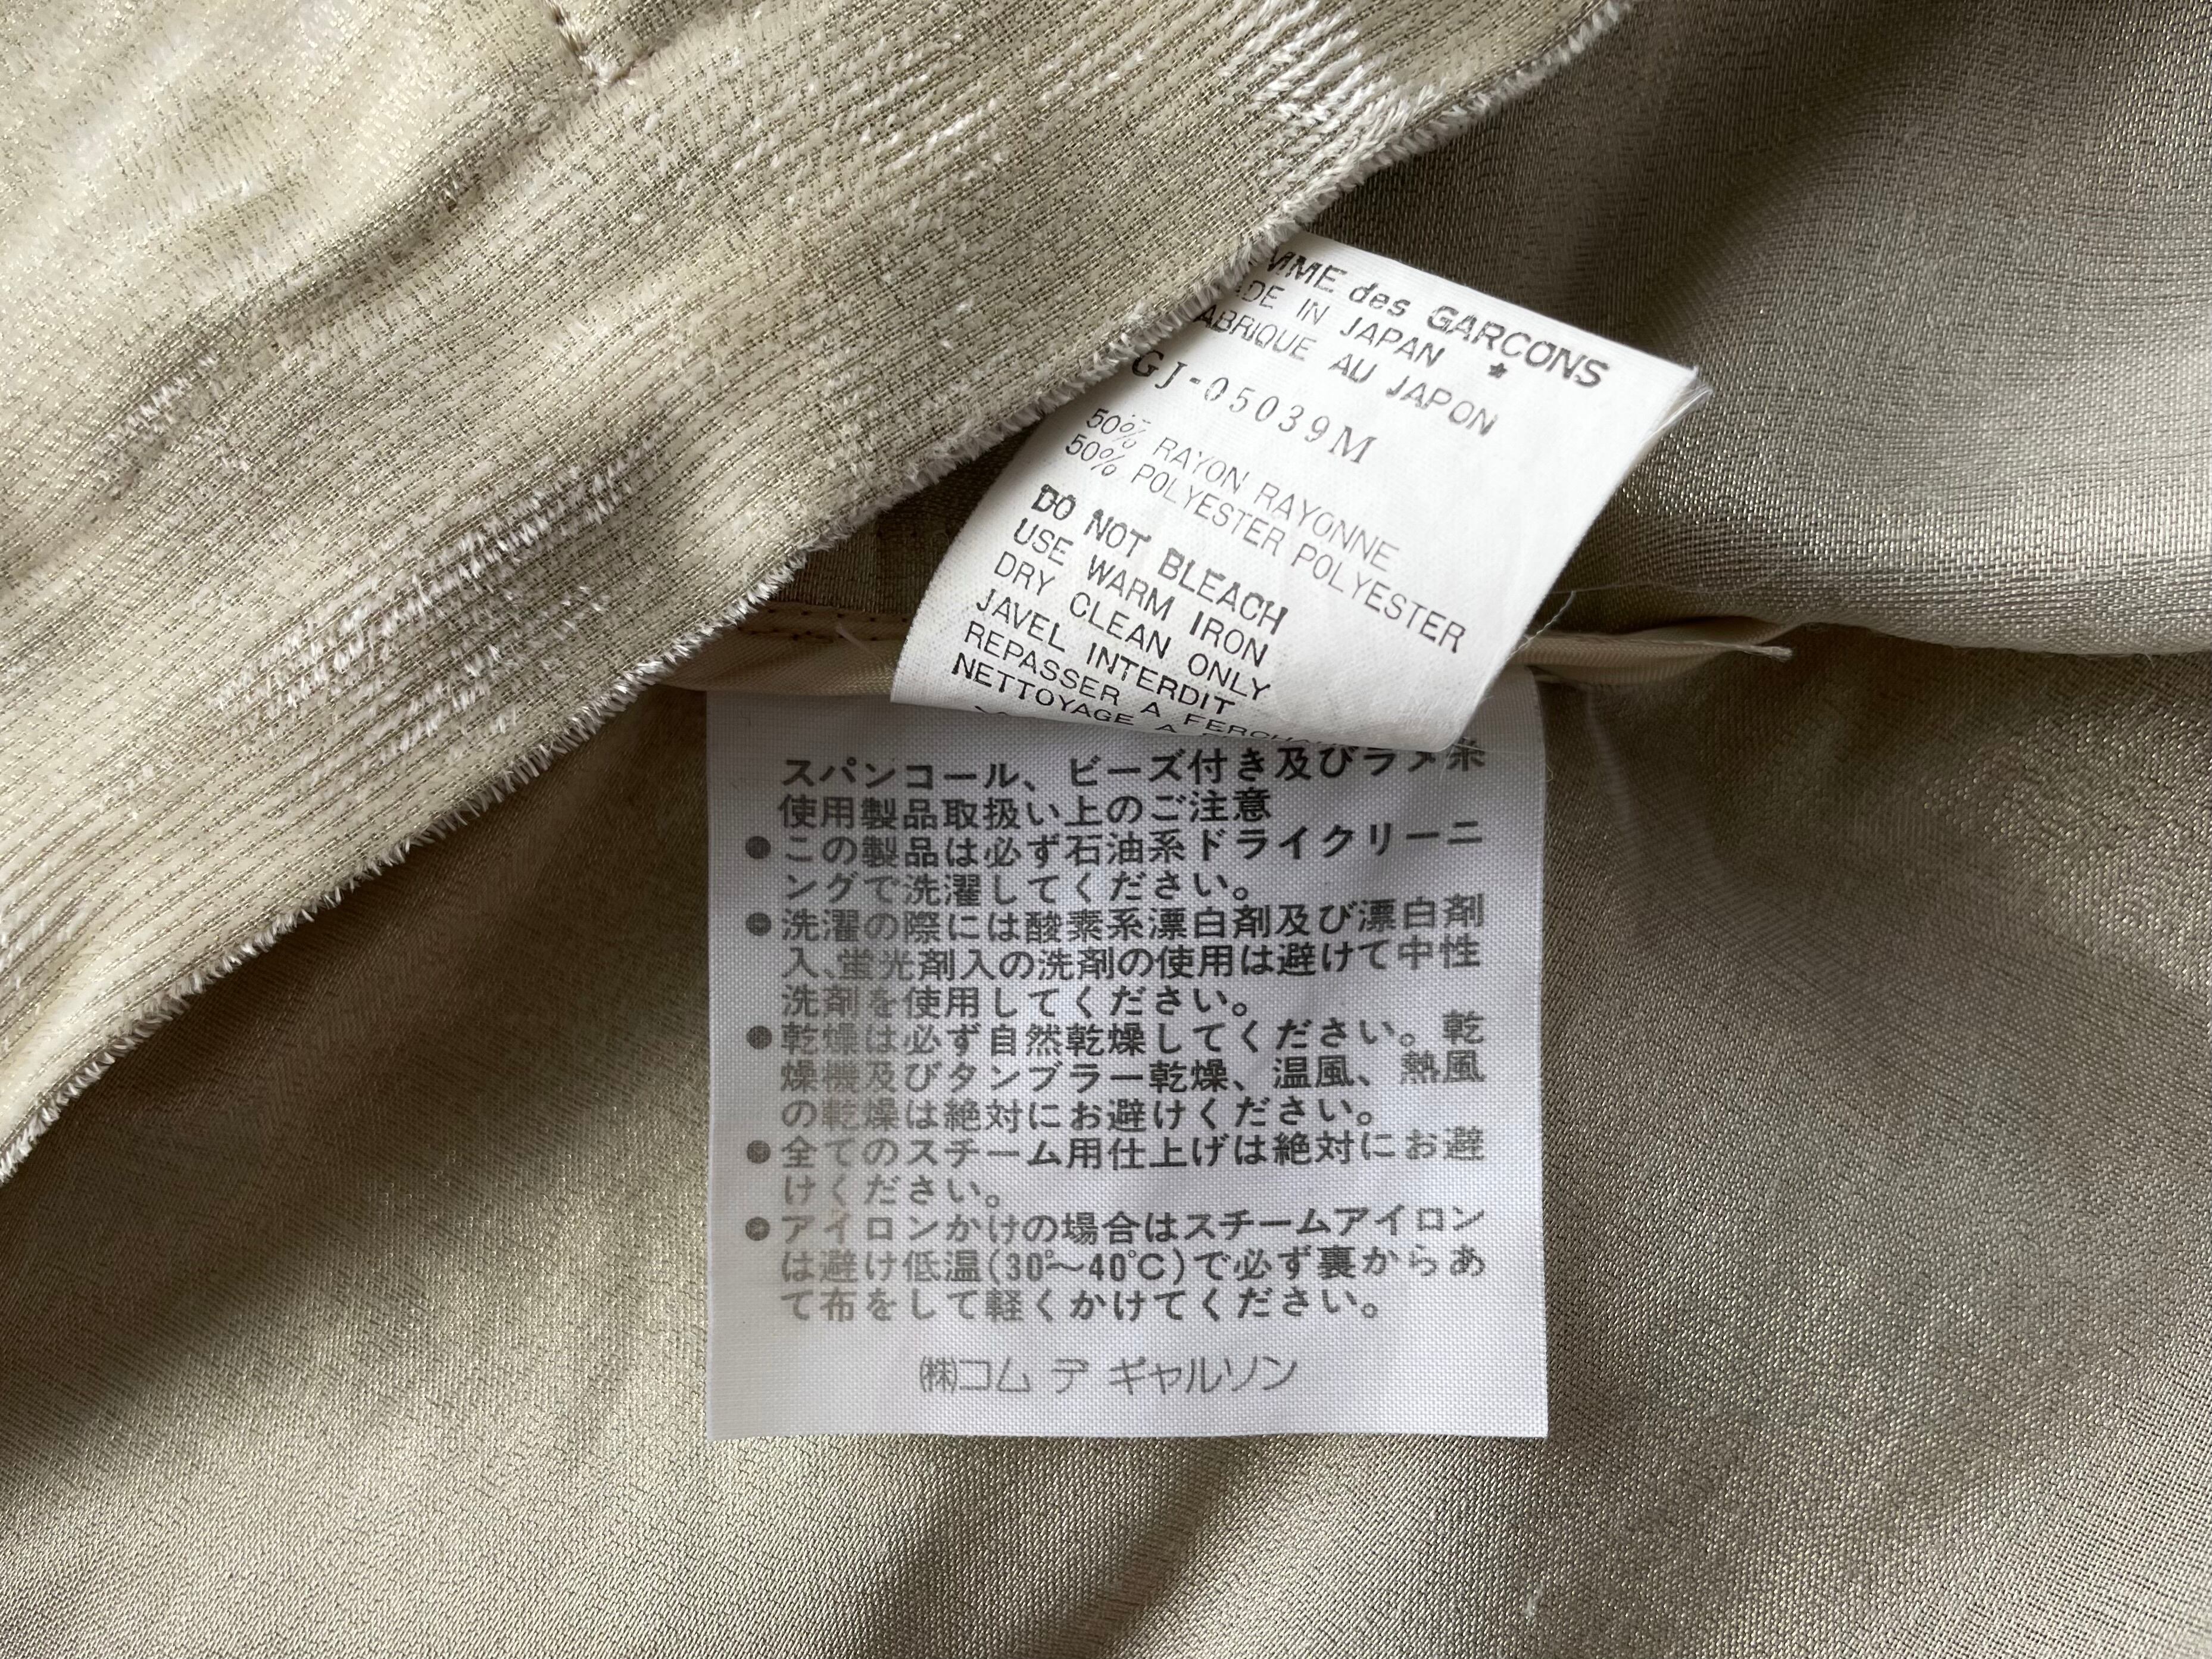 MME des GARCONS
DE IN JAPAN ★
ABRIQUE AU JAPON
GJ-05039M
50% RAYON RAYONNE
50% POLYESTER POLYESTER
DO NOT BLEACH
USE WARM IRON
DRY CLEAN ONLY
JAVEL INTERDIT
REPASSER A FER
NETTOYAGE A
スパンコール、ビーズ付き及びラメ糸
使用製品取扱い上のご注意
●この製品は必ず石油系ドライクリーニ
ングで洗濯してください。
●洗濯の際には酸素系漂白剤及び漂白剤
入、蛍光剤入の洗剤の使用は避けて中性
洗剤を使用してください。
●乾燥は必ず自然乾燥してください。乾
燥機及びタンブラー乾燥、温風、熱風
の乾燥は絶対にお避けください。
●全てのスチーム用仕上げは絶対にお避
けください。
●アイロンかけの場合はスチームアイロン
は避け低温(30°〜40℃)で必ず裏からあ
て布をして軽くかけてください。
㈱コム デ ギャルソン